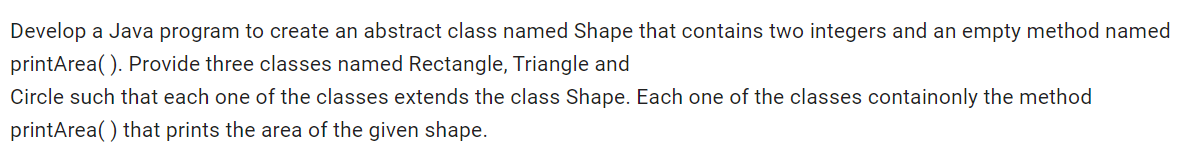 Develop a Java program to create an abstract class named Shape that contains two integers and an empty method named
printArea( ). Provide three classes named Rectangle, Triangle and
Circle such that each one of the classes extends the class Shape. Each one of the classes containonly the method
printArea( ) that prints the area of the given shape.